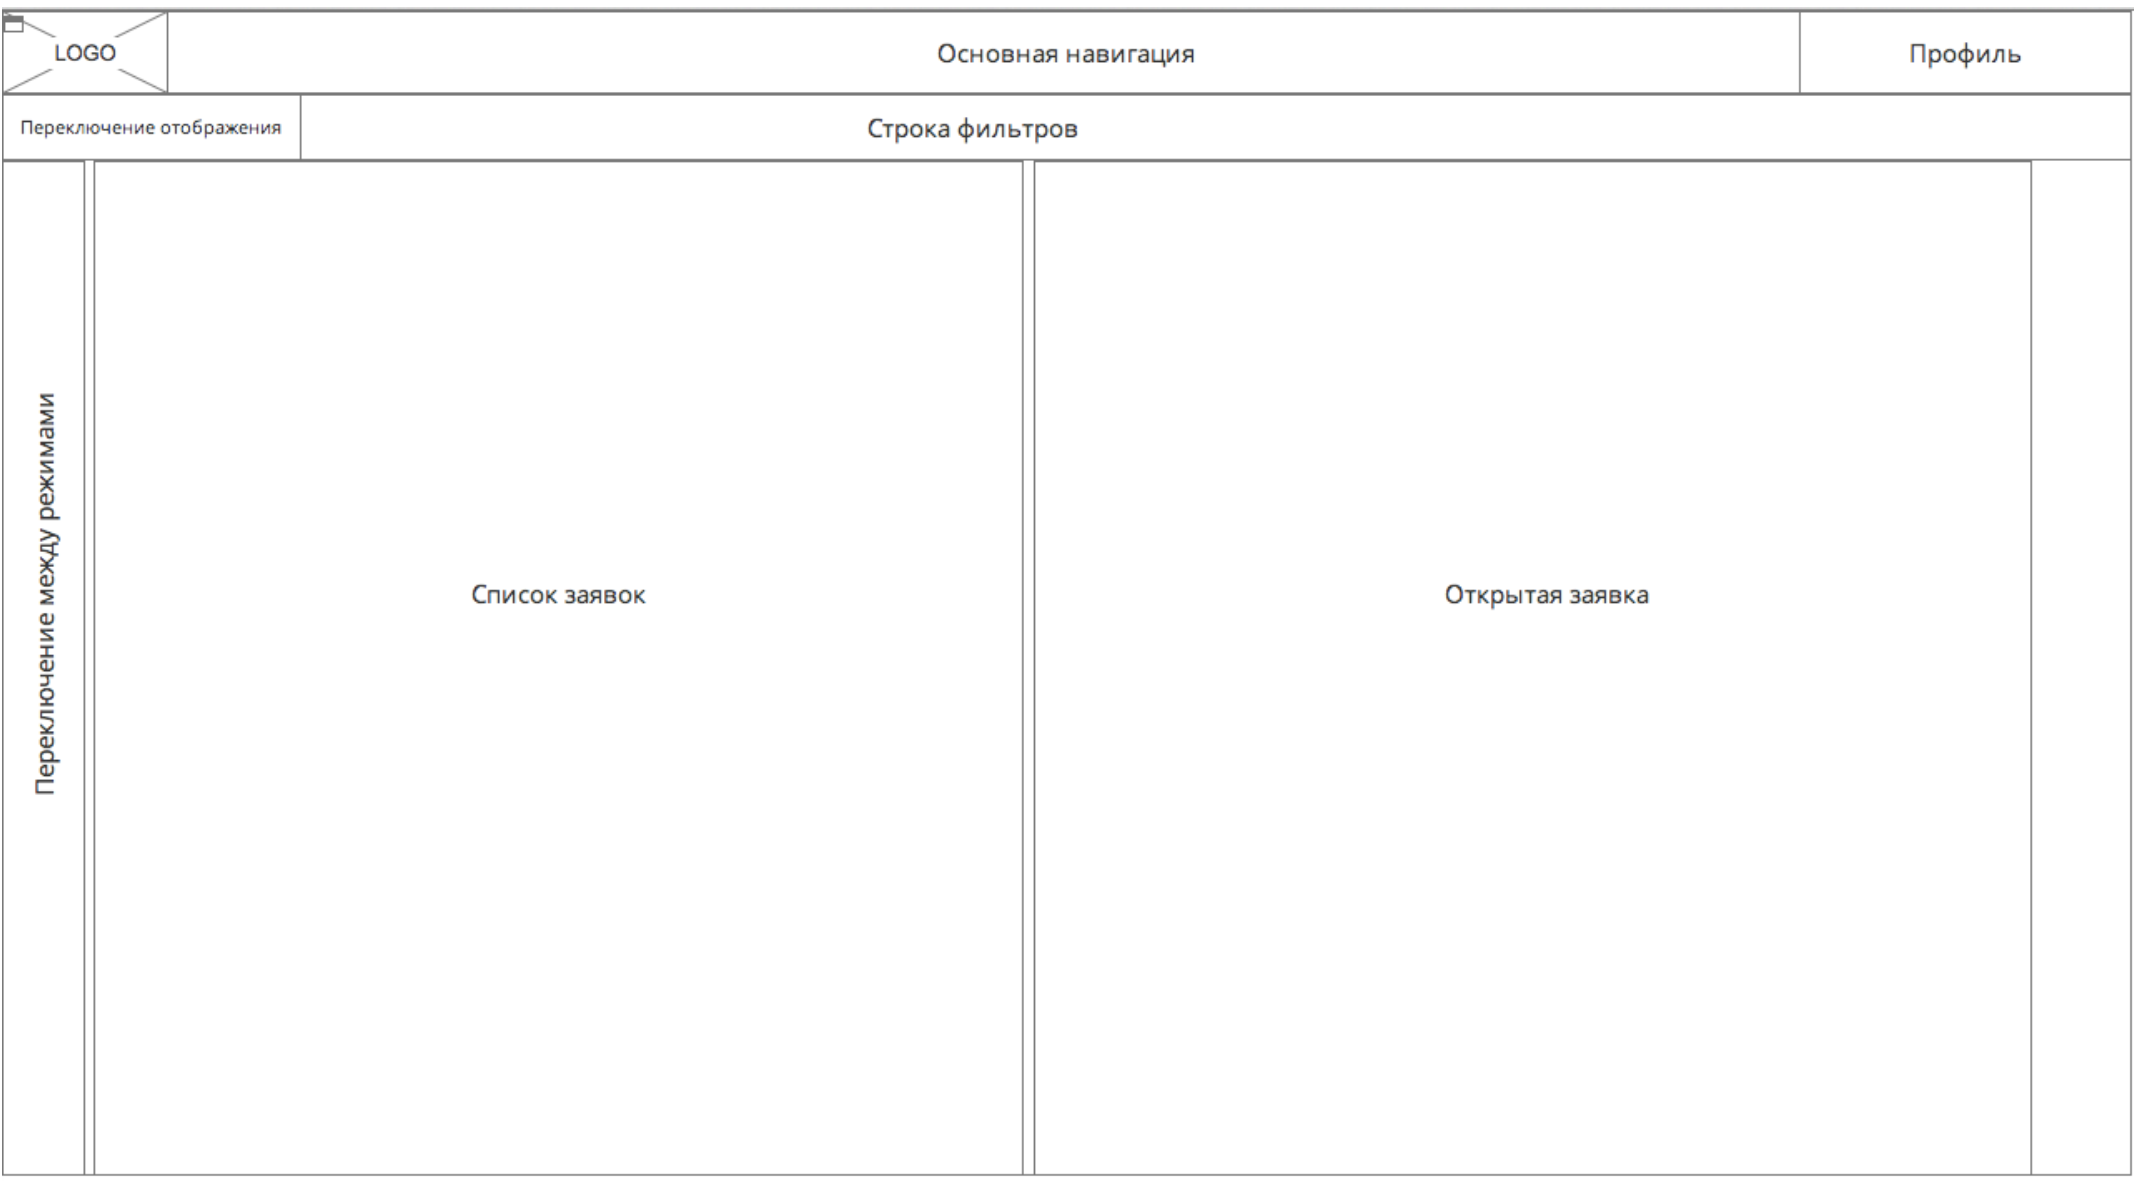 LOGO
Основная навигация
Профиль
Переключение отображения
Строка фильтров
Переключение между режимами
Список заявок
Открытая заявка